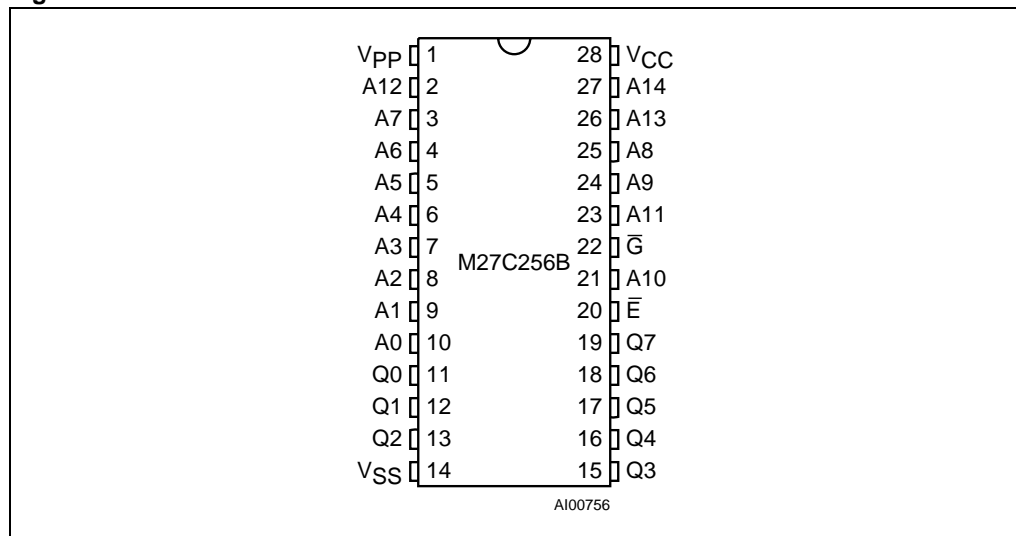 VPP 1 28 VCC
A12 2 27 A14
A7 3 26 A13
A6 4 25 A8
A5 5 24 A9
A4 6 23 A11
A3 7 22 G̅
M27C256B
A2 8 21 A10
A1 9 20 E̅
A0 10 19 Q7
Q0 11 18 Q6
Q1 12 17 Q5
Q2 13 16 Q4
VSS 14 15 Q3
AI00756